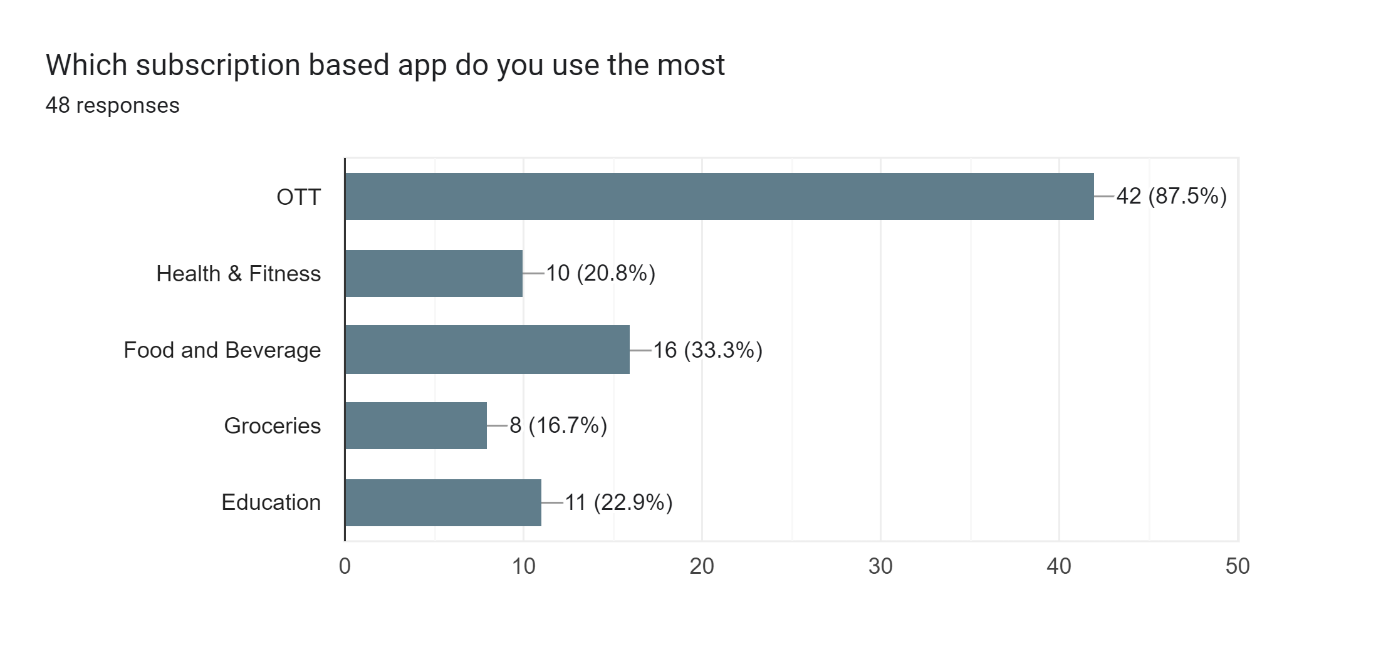 Which subscription based app do you use the most
48 responses
OTT
42 (87.5%)
Health & Fitness
10 (20.8%)
Food and Beverage
16 (33.3%)
Groceries
8 (16.7%)
Education
11 (22.9%)
0 10 20 30 40 50